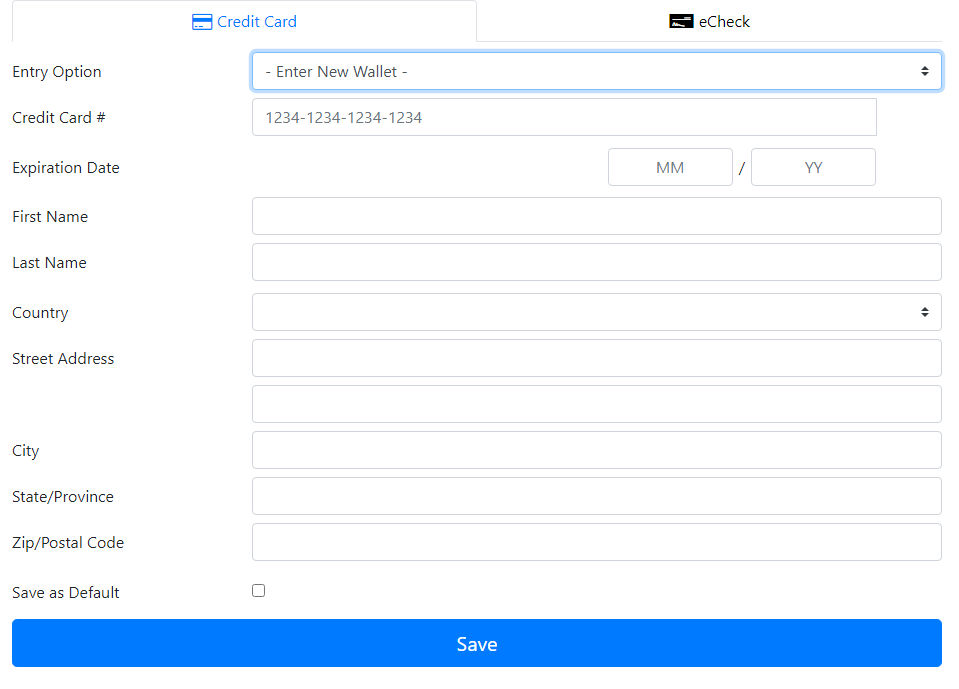 Credit Card
eCheck
Entry Option
- Enter New Wallet -
Credit Card #
1234-1234-1234-1234
Expiration Date
MM / YY
First Name
Last Name
Country
Street Address
City
State/Province
Zip/Postal Code
Save as Default
Save